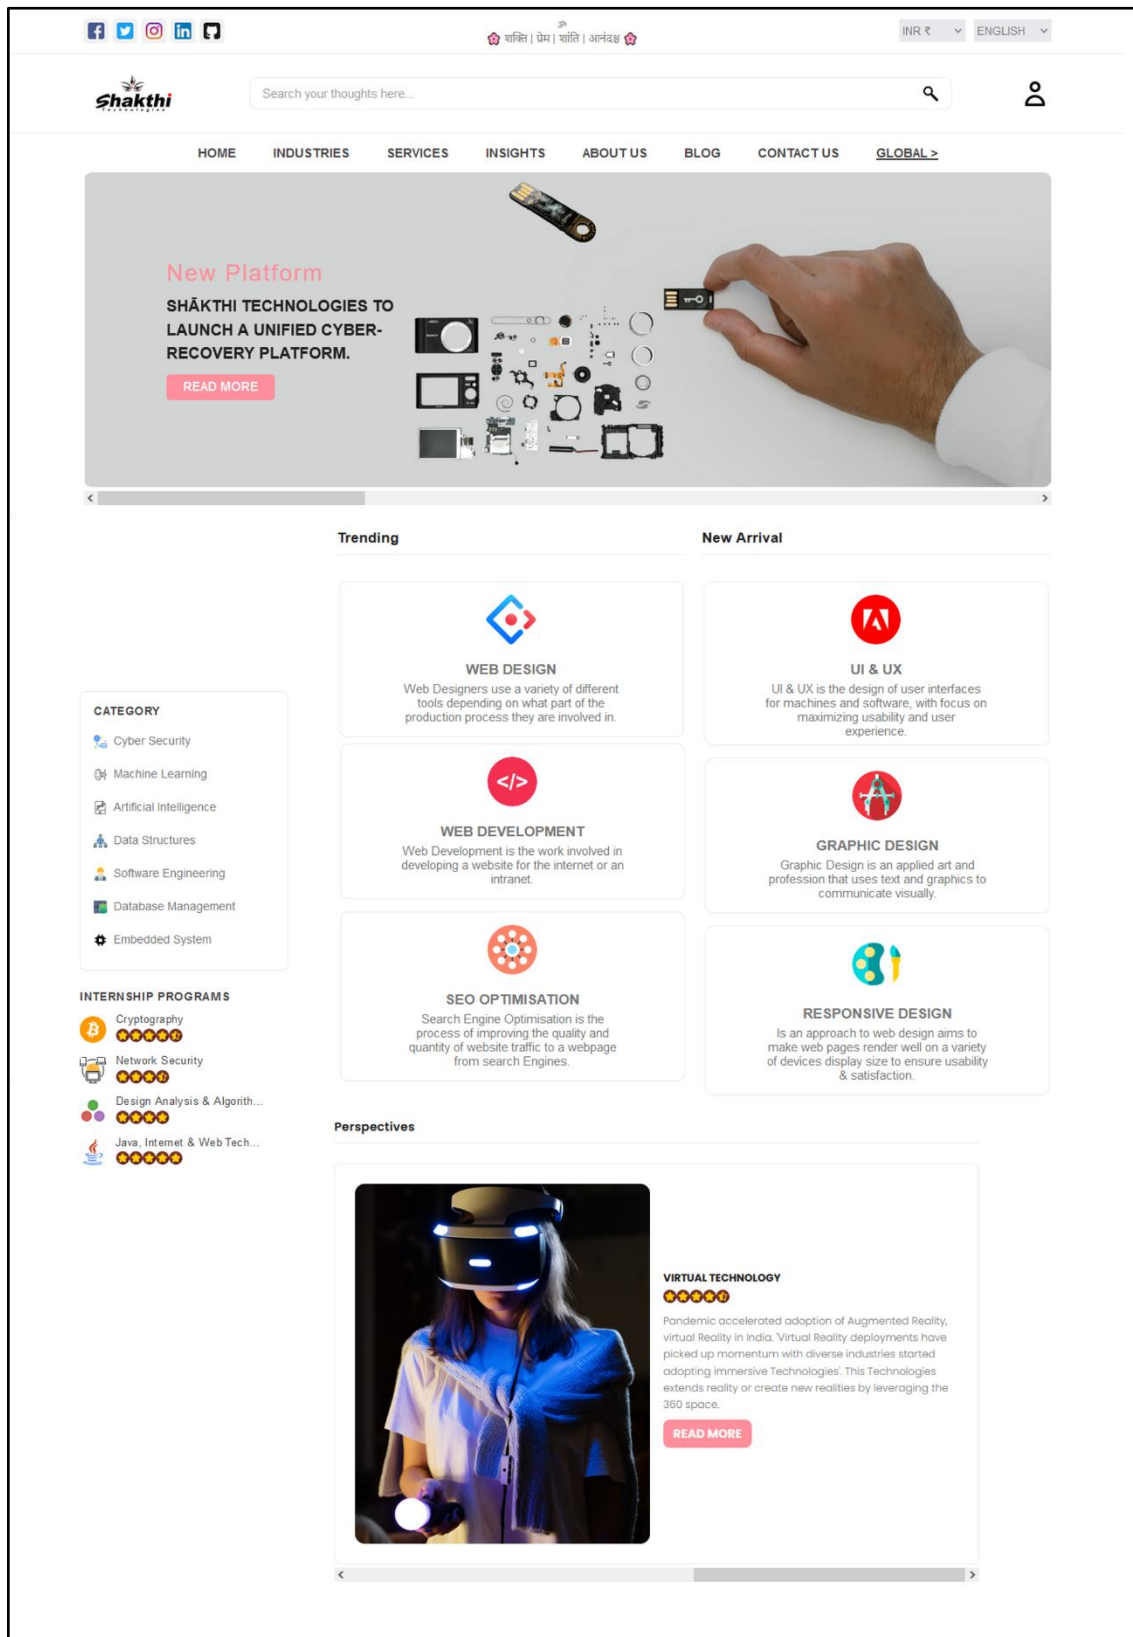 ॐ
शक्ति | प्रेम | शांति | आनंदम्
INR ₹
ENGLISH
Shakthi
Technologies
Search your thoughts here...
HOME INDUSTRIES SERVICES INSIGHTS ABOUT US BLOG CONTACT US GLOBAL >
New Platform
SHĀKTHI TECHNOLOGIES TO
LAUNCH A UNIFIED CYBER-
RECOVERY PLATFORM.
READ MORE
Trending
WEB DESIGN
Web Designers use a variety of different
tools depending on what part of the
production process they are involved in.
WEB DEVELOPMENT
Web Development is the work involved in
developing a website for the internet or an
intranet.
SEO OPTIMISATION
Search Engine Optimisation is the
process of improving the quality and
quantity of website traffic to a webpage
from search Engines.
New Arrival
UI & UX
UI & UX is the design of user interfaces
for machines and software, with focus on
maximizing usability and user
experience.
GRAPHIC DESIGN
Graphic Design is an applied art and
profession that uses text and graphics to
communicate visually.
RESPONSIVE DESIGN
Is an approach to web design aims to
make web pages render well on a variety
of devices display size to ensure usability
& satisfaction.
CATEGORY
Cyber Security
Machine Learning
Artificial Intelligence
Data Structures
Software Engineering
Database Management
Embedded System
INTERNSHIP PROGRAMS
Cryptography
Network Security
Design Analysis & Algorith...
Java, Internet & Web Tech...
Perspectives
VIRTUAL TECHNOLOGY
Pandemic accelerated adoption of Augmented Reality,
virtual Reality in India. 'Virtual Reality deployments have
picked up momentum with diverse industries started
adopting immersive Technologies'. This Technologies
extends reality or create new realities by leveraging the
360 space.
READ MORE